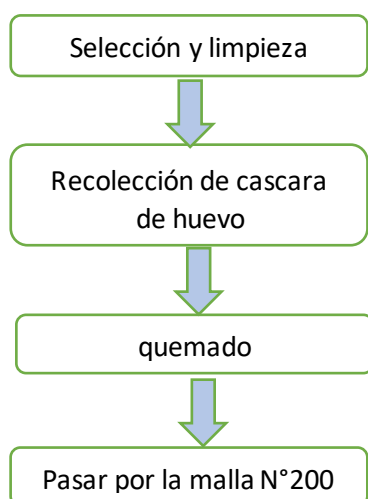 Selección y limpieza
Recolección de cascara
de huevo
quemado
Pasar por la malla N°200